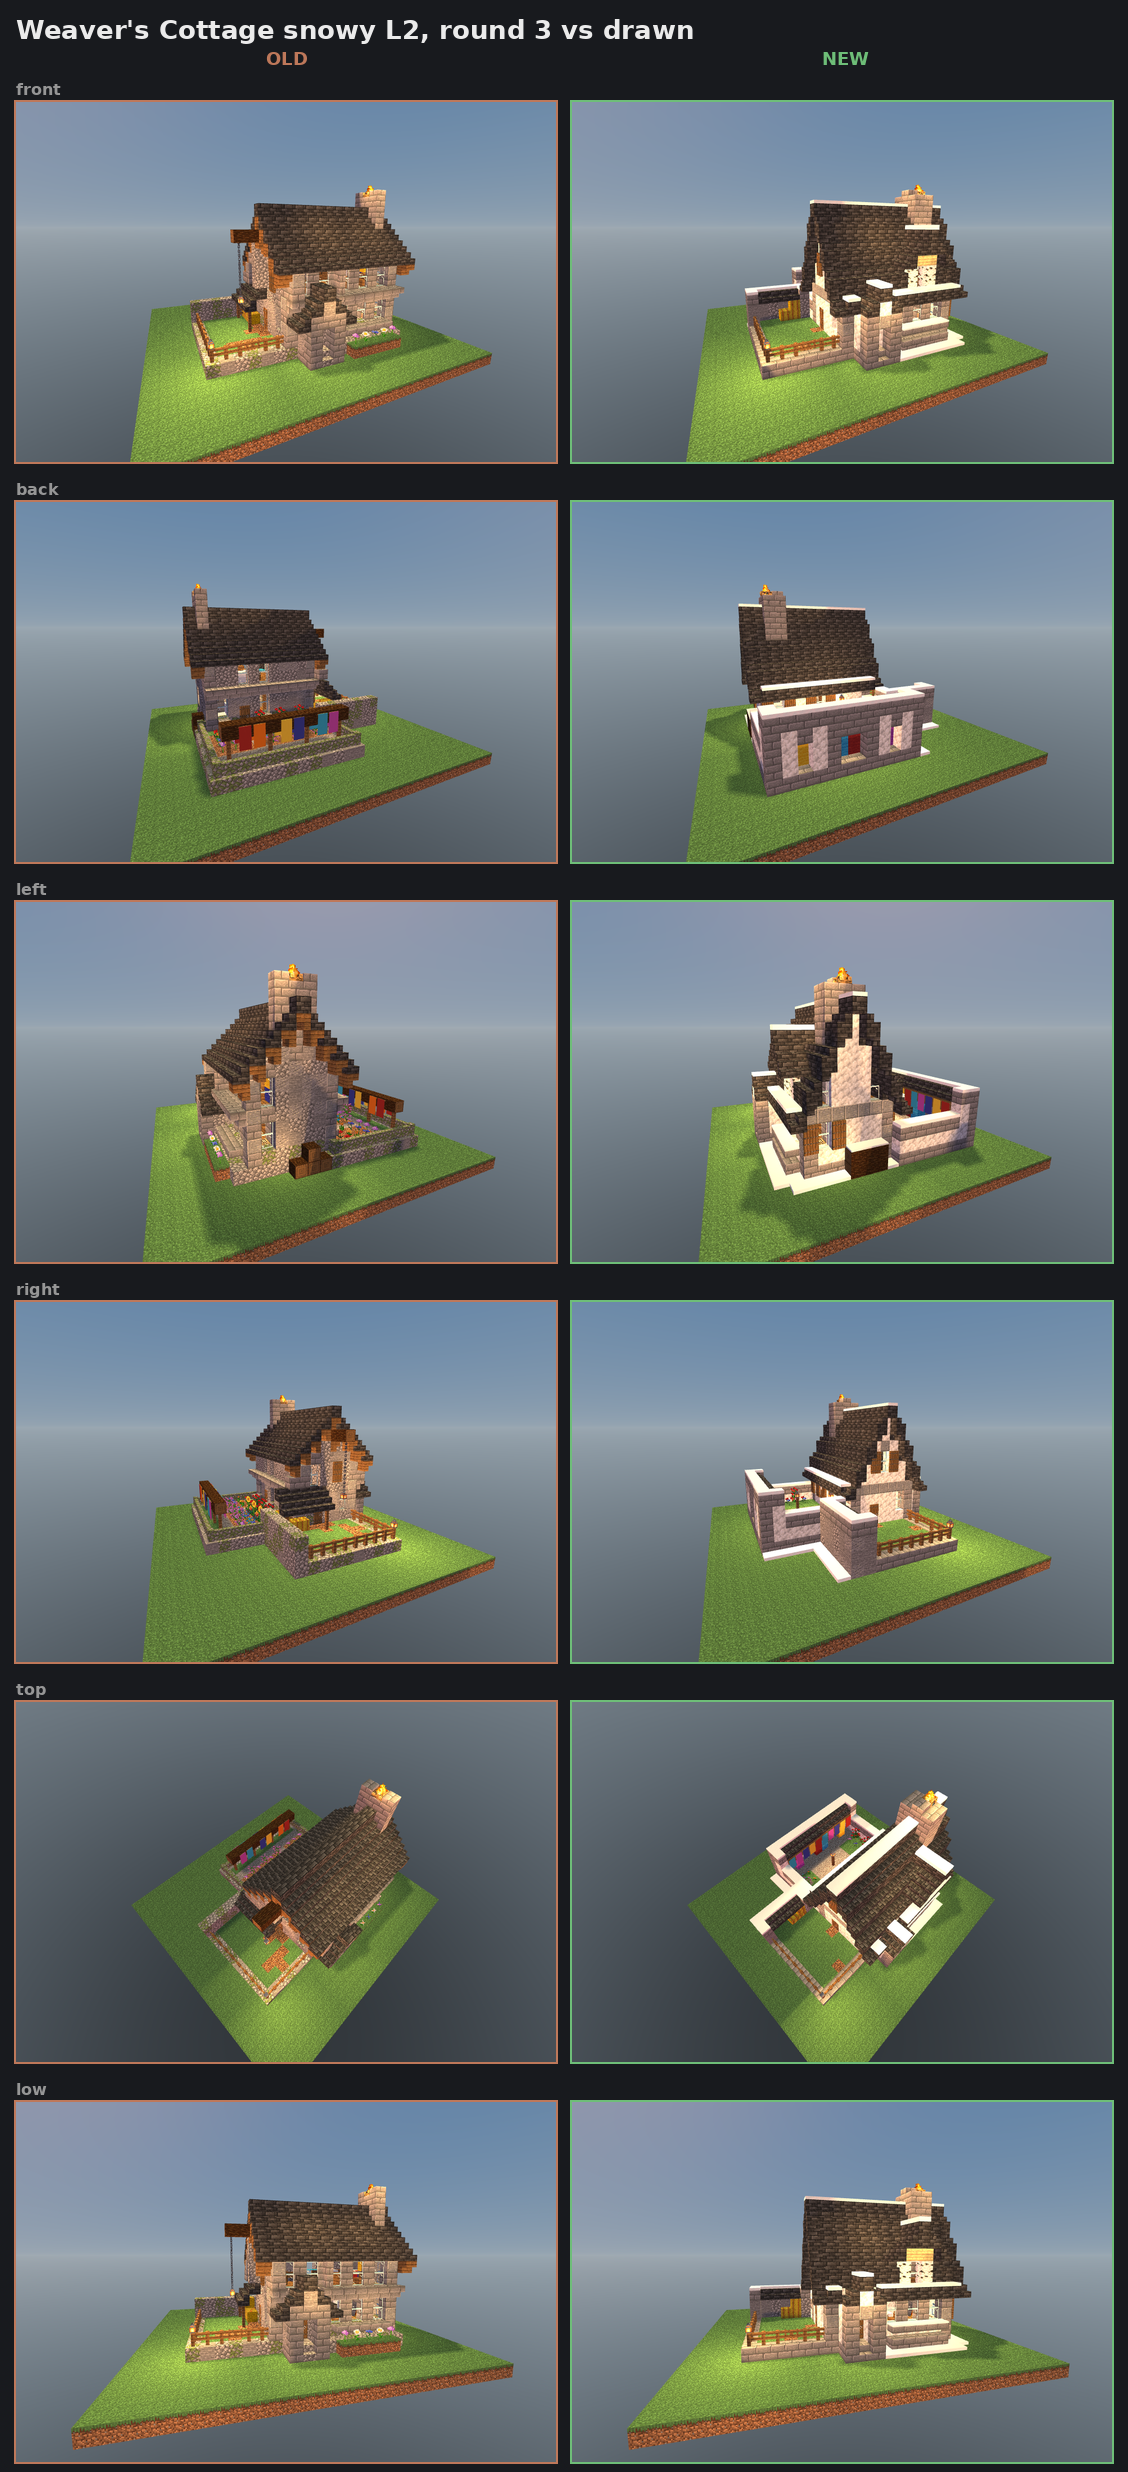 Weaver's Cottage snowy L2, round 3 vs drawn
OLD
NEW
front
back
left
right
top
low